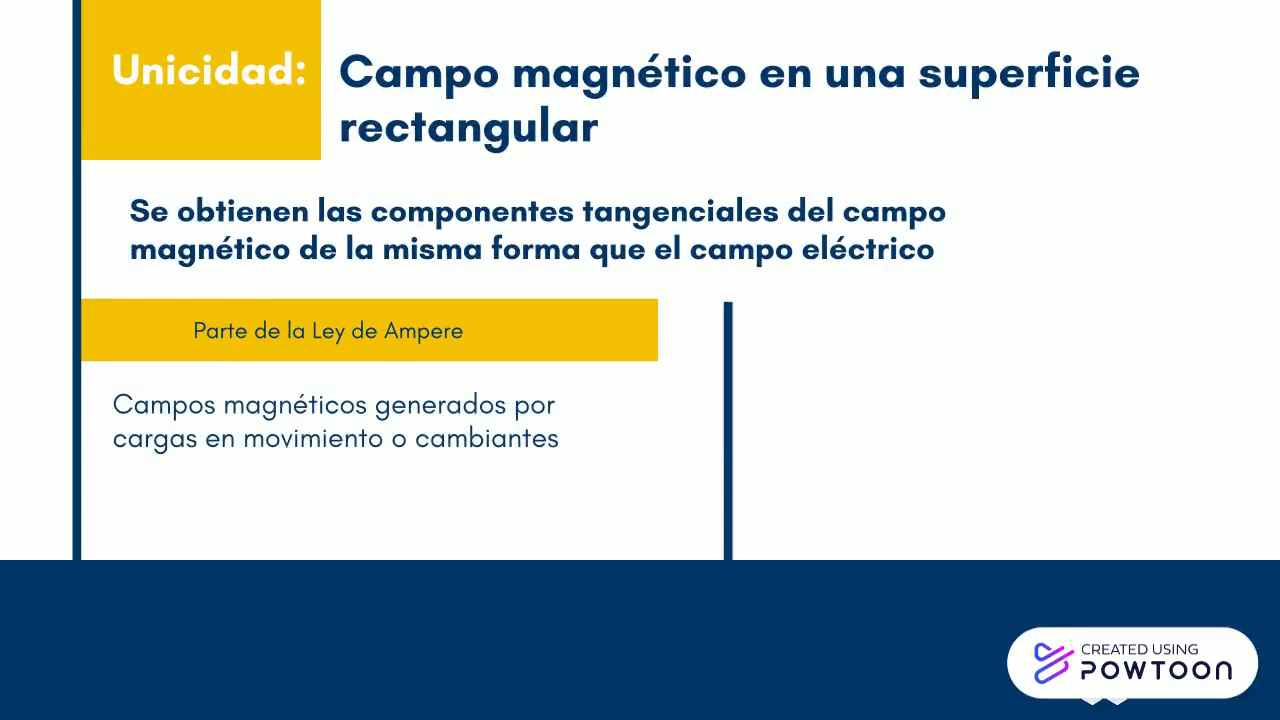 Unicidad:
Campo magnético en una superficie
rectangular
Se obtienen las componentes tangenciales del campo
magnético de la misma forma que el campo eléctrico
Parte de la Ley de Ampere
Campos magnéticos generados por
cargas en movimiento o cambiantes
CREATED USING
POWTOON